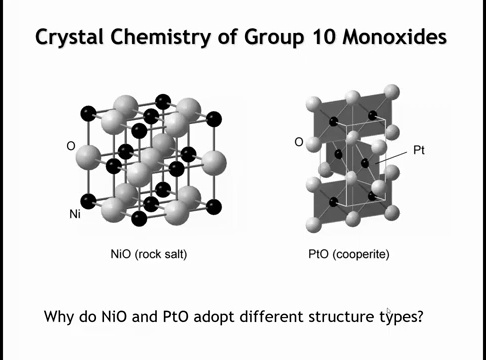 Crystal Chemistry of Group 10 Monoxides
O
Ni
NiO (rock salt)
O
Pt
PtO (cooperite)
Why do NiO and PtO adopt different structure types?